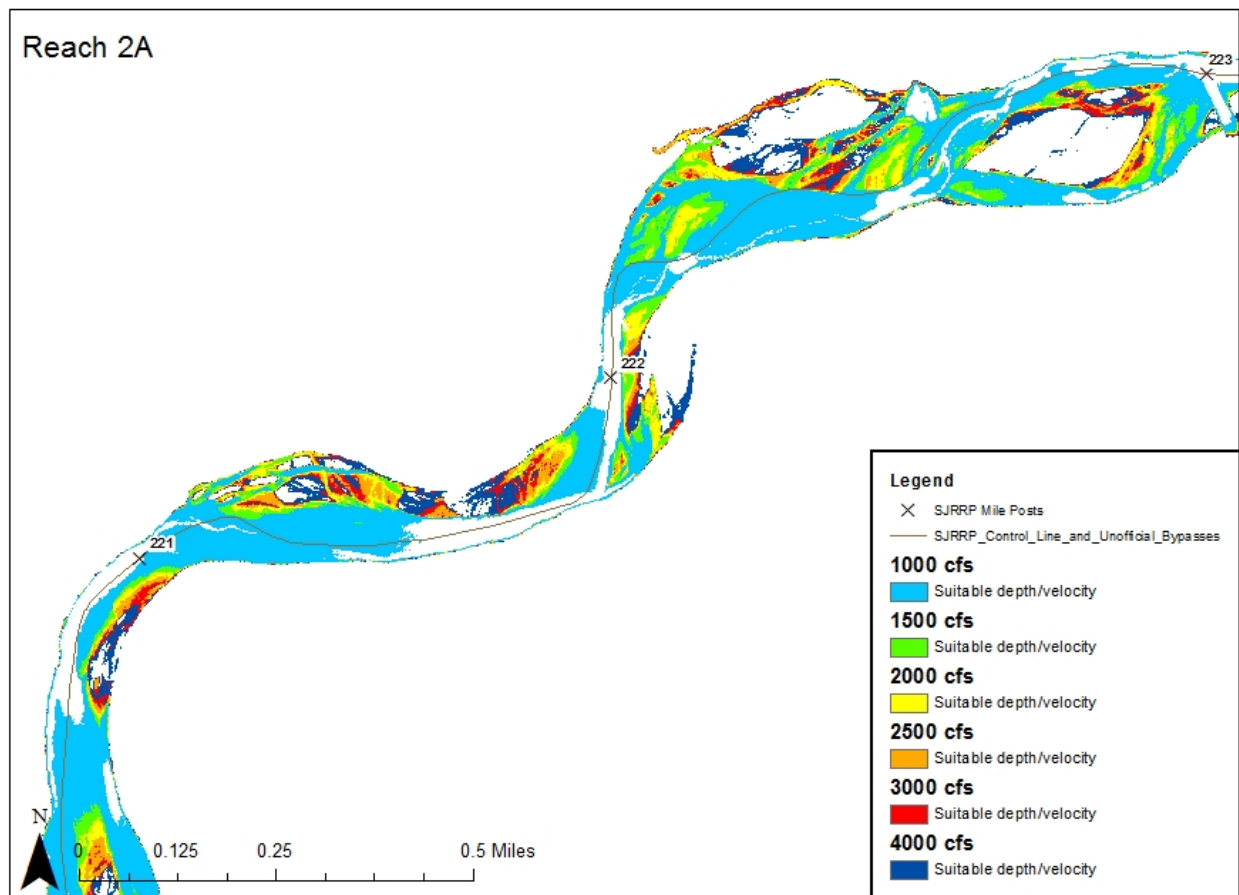 Reach 2A
223
222
221
N
0 0.125 0.25 0.5 Miles
Legend
SJRRP Mile Posts
SJRRP_Control_Line_and_Unofficial_Bypasses
1000 cfs
Suitable depth/velocity
1500 cfs
Suitable depth/velocity
2000 cfs
Suitable depth/velocity
2500 cfs
Suitable depth/velocity
3000 cfs
Suitable depth/velocity
4000 cfs
Suitable depth/velocity